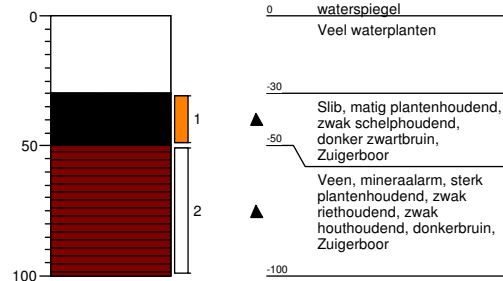 0
50
100
1
2
0
waterspiegel
Veel waterplanten
-30
Slib, matig plantenhoudend,
zwak schelphoudend,
donker zwartbruin,
Zuigerboor
-50
Veen, mineraalarm, sterk
plantenhoudend, zwak
riethoudend, zwak
houthoudend, donkerbruin,
Zuigerboor
-100